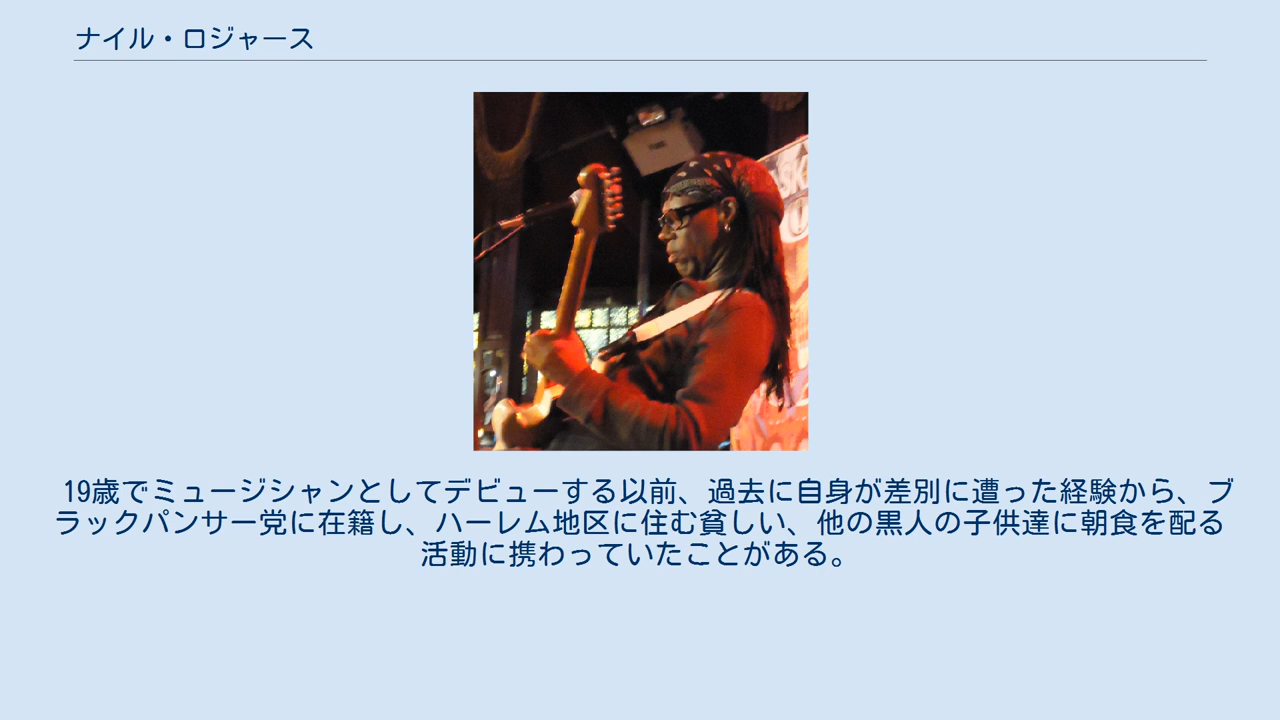 ナイル・ロジャース
19歳でミュージシャンとしてデビューする以前、過去に自身が差別に遭った経験から、ブ
ラックパンサー党に在籍し、ハーレム地区に住む貧しい、他の黒人の子供達に朝食を配る
活動に携わっていたことがある。